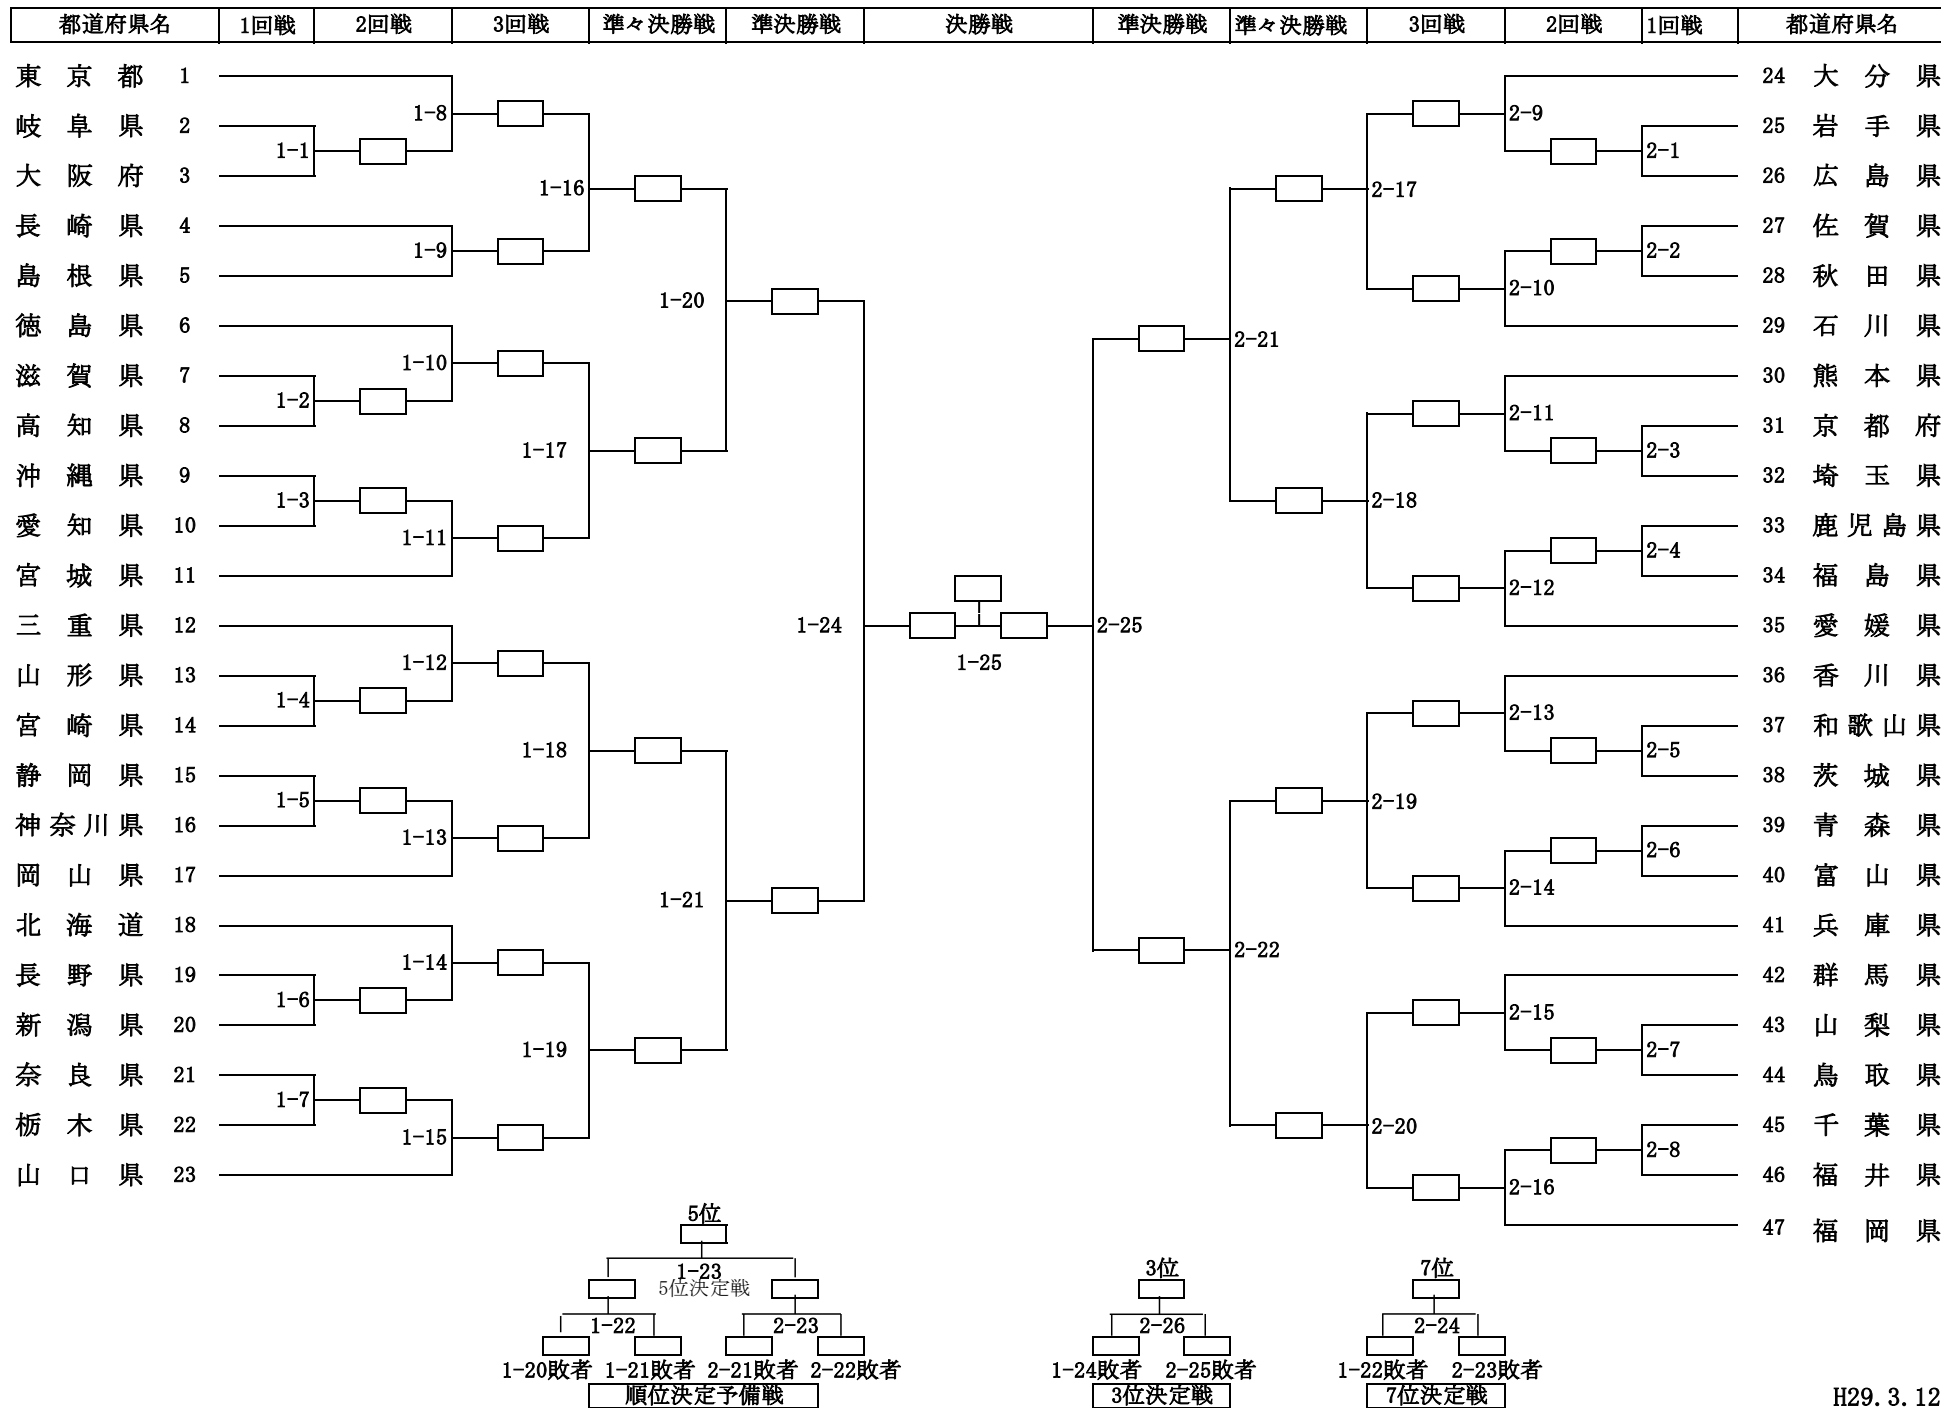 都道府県名 1回戦 2回戦 3回戦 準々決勝戦 準決勝戦 決勝戦 準決勝戦 準々決勝戦 3回戦 2回戦 1回戦 都道府県名
東京都 1 24 大分県
1-8 2-9
岐阜県 2 25 岩手県
1-1 2-1
大阪府 3 26 広島県
1-16 2-17
長崎県 4 27 佐賀県
1-9 2-2
島根県 5 28 秋田県
1-20 2-10
徳島県 6 29 石川県
2-21
1-10
滋賀県 7 30 熊本県
1-2 2-11
高知県 8 31 京都府
1-17 2-3
沖縄県 9 32 埼玉県
1-3 2-18
愛知県 10 33 鹿児島県
1-11 2-4
宮城県 11 34 福島県
2-12
三重県 12 1-24 2-25 35 愛媛県
1-12 1-25
山形県 13 36 香川県
1-4 2-13
宮崎県 14 37 和歌山県
1-18 2-5
静岡県 15 38 茨城県
1-5 2-19
神奈川県 16 39 青森県
1-13 2-6
岡山県 17 40 富山県
1-21 2-14
北海道 18 41 兵庫県
2-22
1-14
長野県 19 42 群馬県
1-6 2-15
新潟県 20 43 山梨県
1-19 2-7
奈良県 21 44 鳥取県
1-7
栃木県 22 2-20 45 千葉県
1-15 2-8
山口県 23 46 福井県
2-16
5位 47 福岡県
1-23 3位 7位
5位決定戦
1-22 2-23 2-26 2-24
1-20敗者 1-21敗者 2-21敗者 2-22敗者 1-24敗者 2-25敗者 1-22敗者 2-23敗者
順位決定予備戦 3位決定戦 7位決定戦 H29.3.12